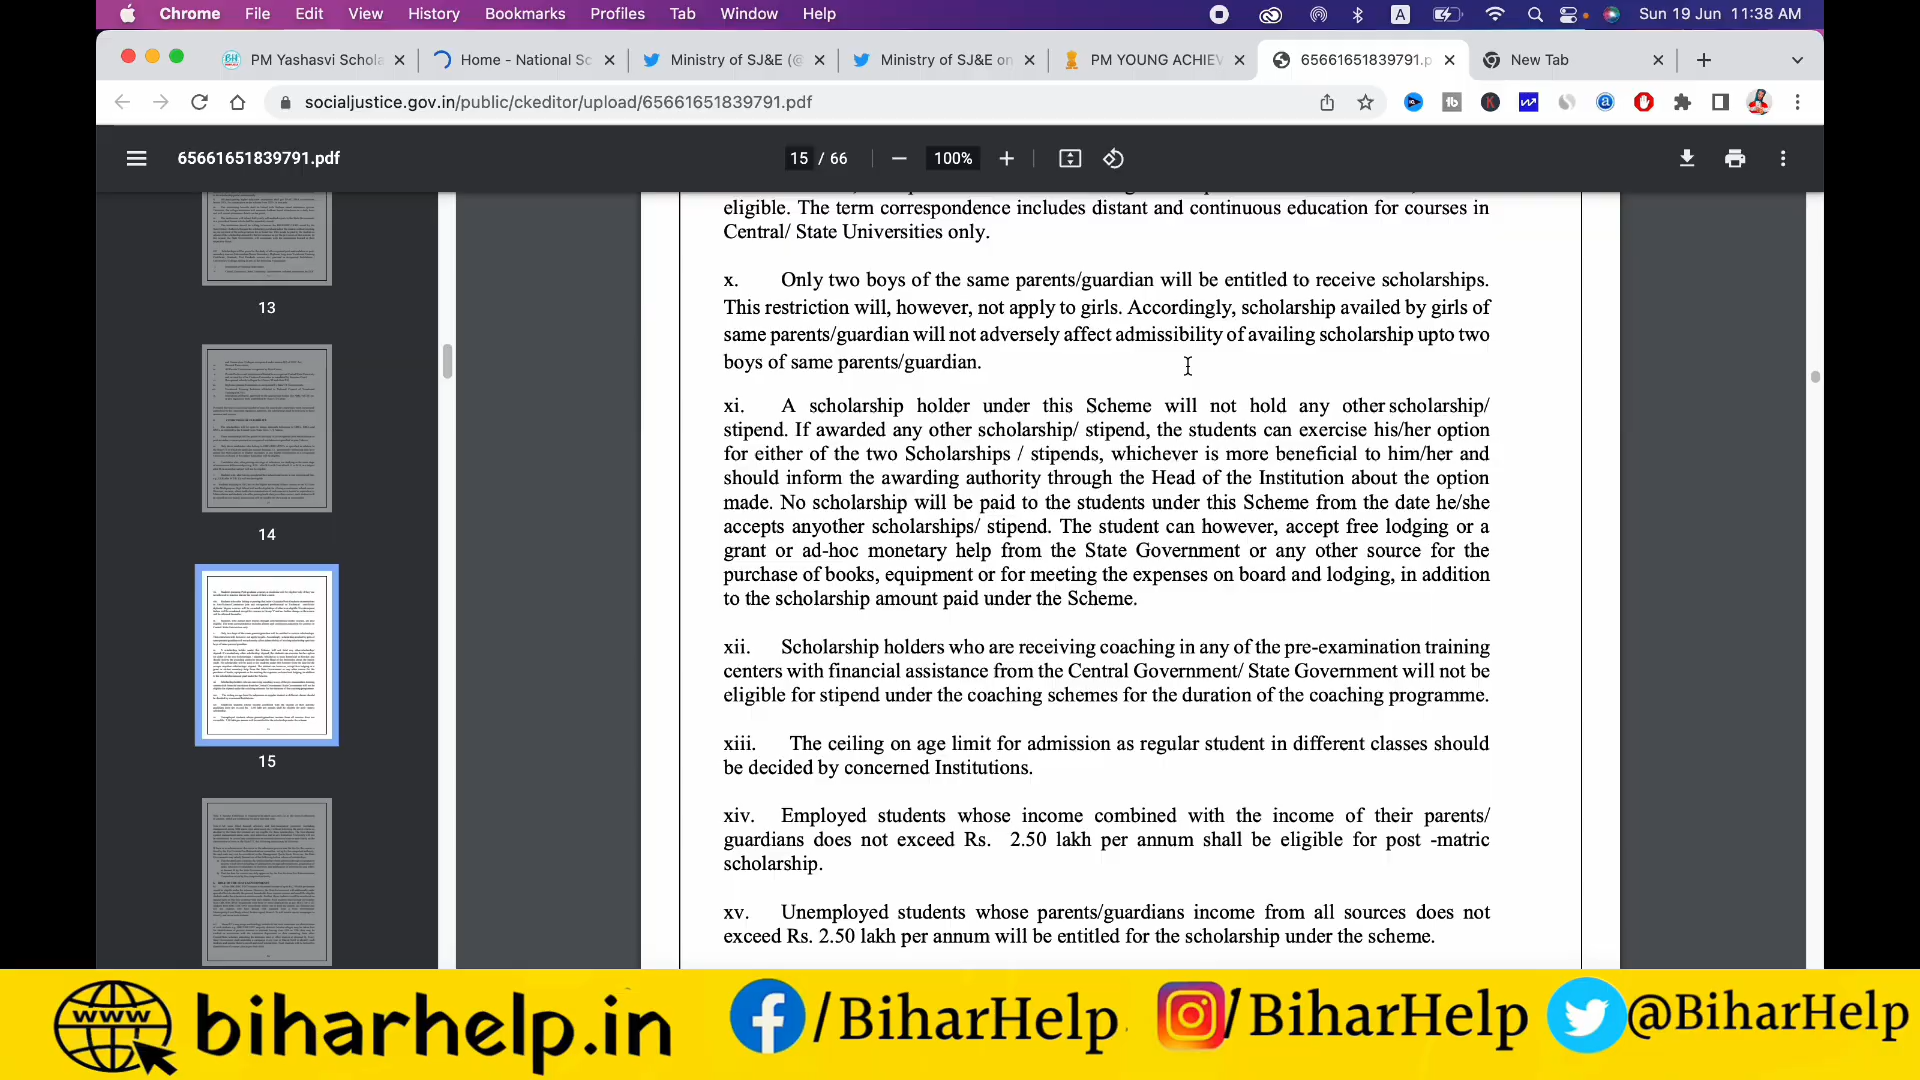 Chrome File Edit View History Bookmarks Profiles Tab Window Help A Sun 19 Jun 11:38 AM
PM Yashasvi Schola Home - National Sc Ministry of SJ&E (@ Ministry of SJ&E on PM YOUNG ACHIEV 65661651839791.p New Tab
socialjustice.gov.in/public/ckeditor/upload/65661651839791.pdf
65661651839791.pdf 15 / 66 100%
13
14
15
eligible. The term correspondence includes distant and continuous education for courses in
Central/ State Universities only.
x. Only two boys of the same parents/guardian will be entitled to receive scholarships.
This restriction will, however, not apply to girls. Accordingly, scholarship availed by girls of
same parents/guardian will not adversely affect admissibility of availing scholarship upto two
boys of same parents/guardian.
xi. A scholarship holder under this Scheme will not hold any other scholarship/
stipend. If awarded any other scholarship/ stipend, the students can exercise his/her option
for either of the two Scholarships / stipends, whichever is more beneficial to him/her and
should inform the awarding authority through the Head of the Institution about the option
made. No scholarship will be paid to the students under this Scheme from the date he/she
accepts anyother scholarships/ stipend. The student can however, accept free lodging or a
grant or ad-hoc monetary help from the State Government or any other source for the
purchase of books, equipment or for meeting the expenses on board and lodging, in addition
to the scholarship amount paid under the Scheme.
xii. Scholarship holders who are receiving coaching in any of the pre-examination training
centers with financial assistance from the Central Government/ State Government will not be
eligible for stipend under the coaching schemes for the duration of the coaching programme.
xiii. The ceiling on age limit for admission as regular student in different classes should
be decided by concerned Institutions.
xiv. Employed students whose income combined with the income of their parents/
guardians does not exceed Rs. 2.50 lakh per annum shall be eligible for post -matric
scholarship.
xv. Unemployed students whose parents/guardians income from all sources does not
exceed Rs. 2.50 lakh per annum will be entitled for the scholarship under the scheme.
www biharhelp.in f /BiharHelp /BiharHelp @BiharHelp